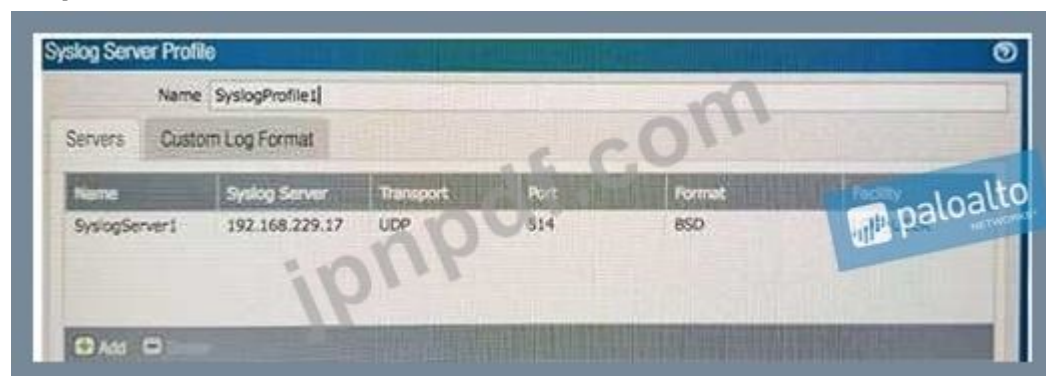 Syslog Server Profile
Name SyslogProfile1
Servers Custom Log Format
Name Syslog Server Transport Port Format Facility
SyslogServer1 192.168.229.17 UDP 514 BSD
Add
jpnpdf.com
paloalto
NETWORKS